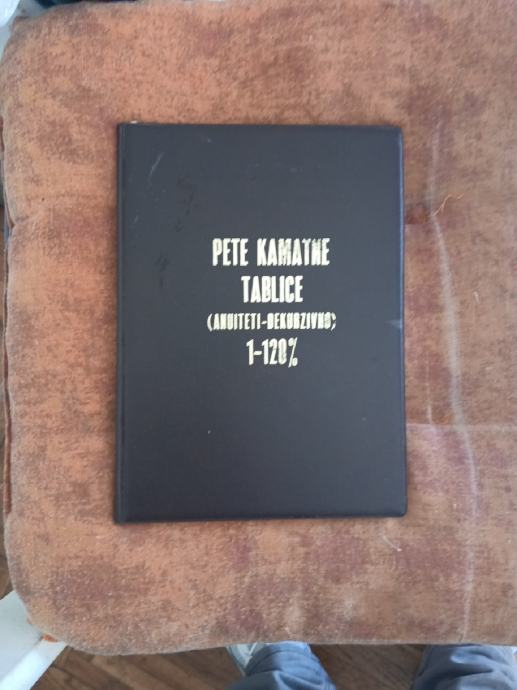 PETE KAMATNE
TABLICE
(ANUITETI-DEKURZIVNO)
1-120%